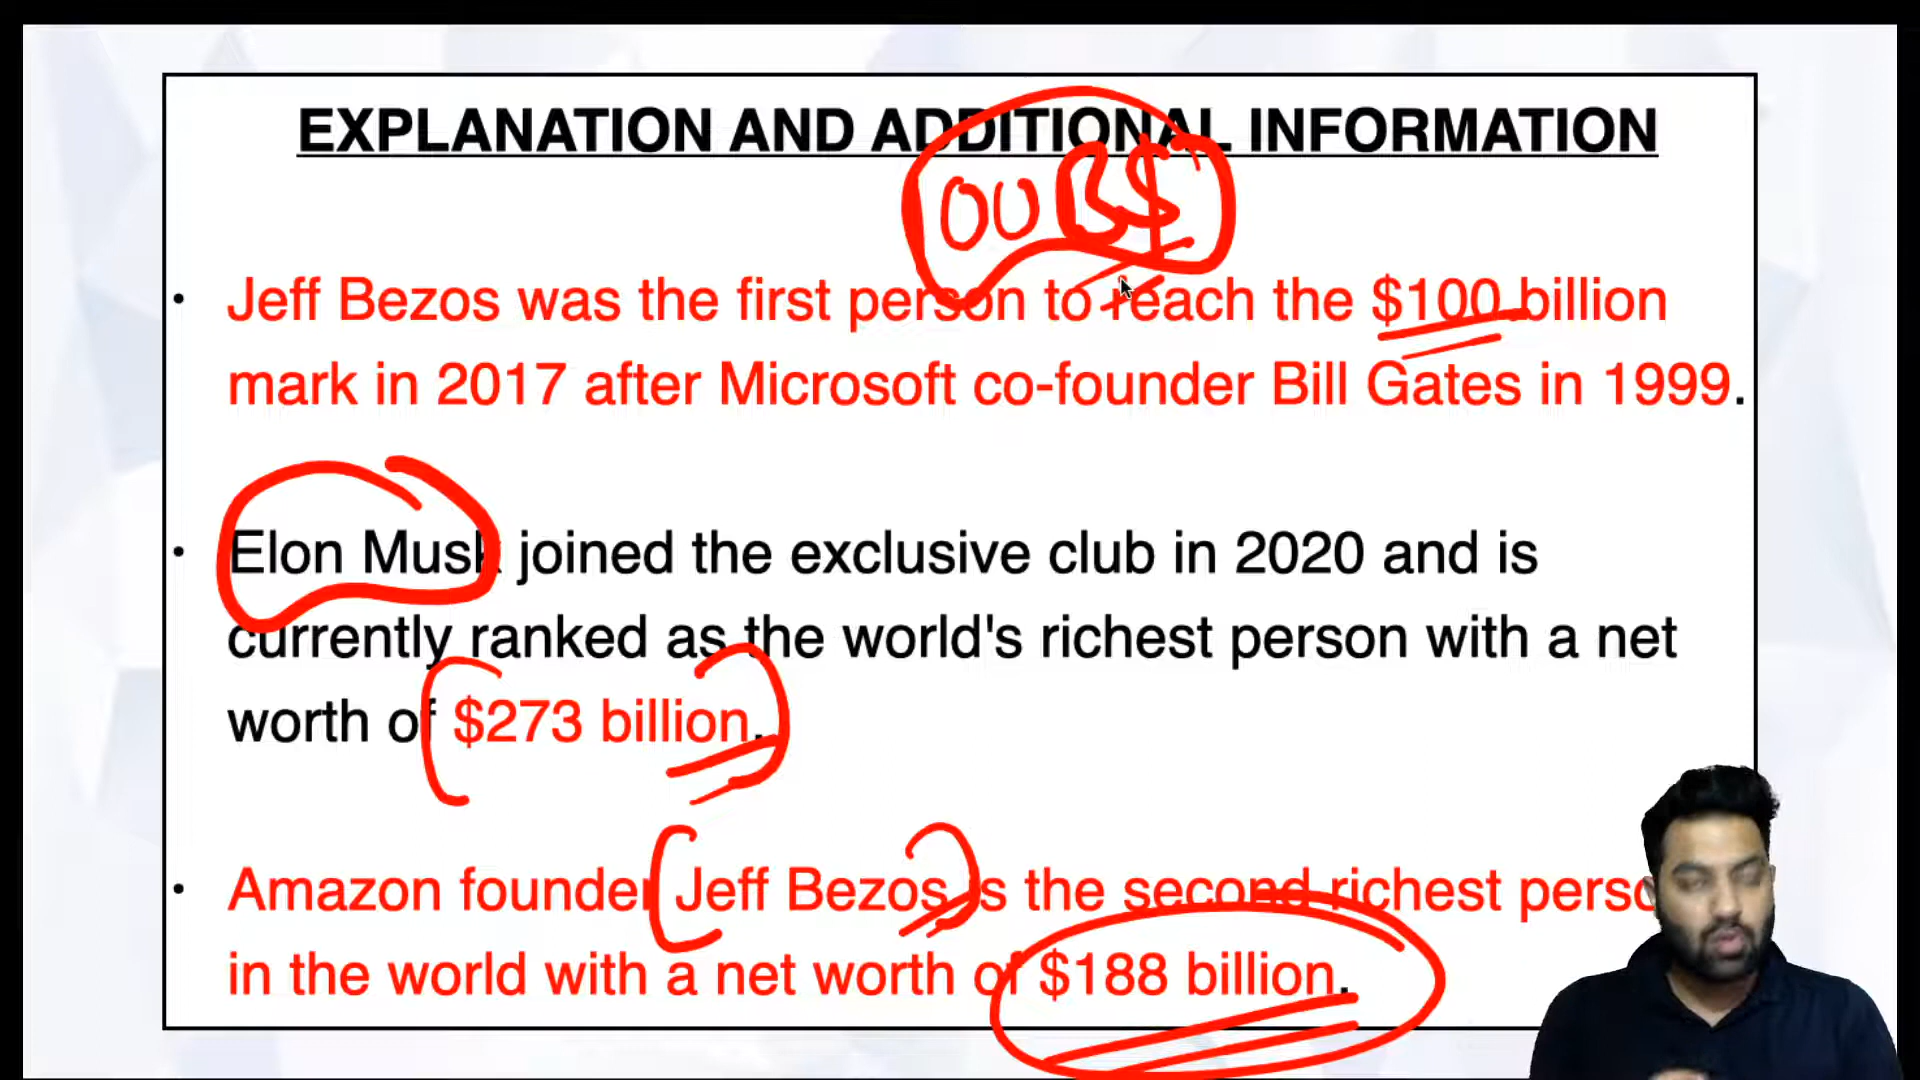 EXPLANATION AND ADDITIONAL INFORMATION
00 B$
• Jeff Bezos was the first person to reach the $100 billion
mark in 2017 after Microsoft co-founder Bill Gates in 1999.
• Elon Musk joined the exclusive club in 2020 and is
currently ranked as the world's richest person with a net
worth of $273 billion.
• Amazon founder Jeff Bezos is the second richest perso
in the world with a net worth of $188 billion.